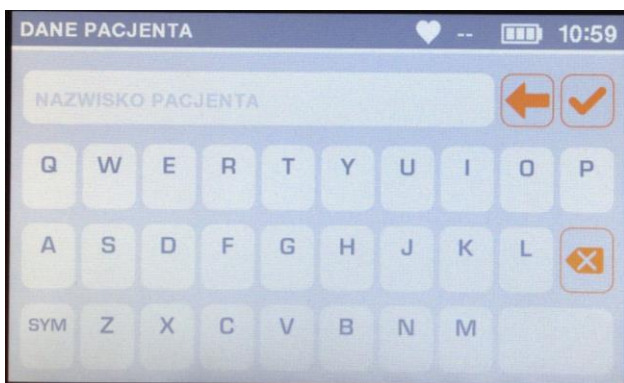 DANE PACJENTA -- 10:59
NAZWISKO PACJENTA
Q W E R T Y U I O P
A S D F G H J K L
SYM Z X C V B N M